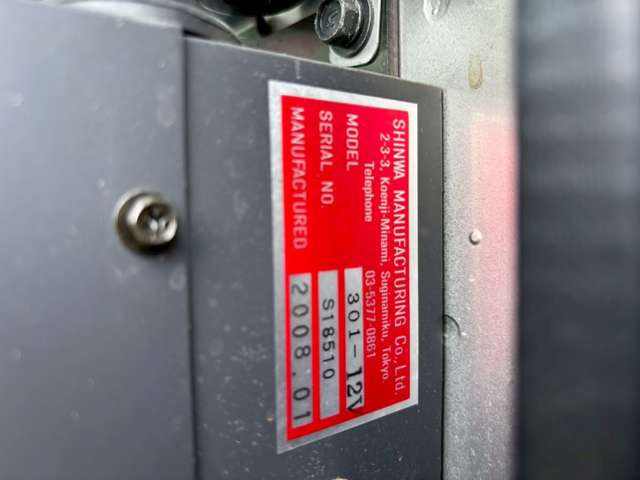 SHINWA MANUFACTURING Co., Ltd.
2-3-3, Koenji-Minami, Suginamiku, Tokyo.
Telephone 03-5377-0861
MODEL 301-12V
SERIAL NO. S18510
MANUFACTURED 2008.01